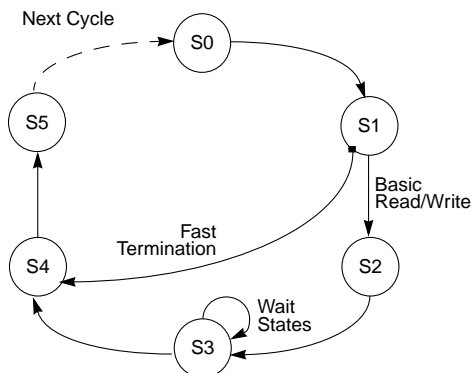 Next Cycle
S0
S5
S1
Basic
Read/Write
Fast
Termination
S4
S2
Wait
States
S3